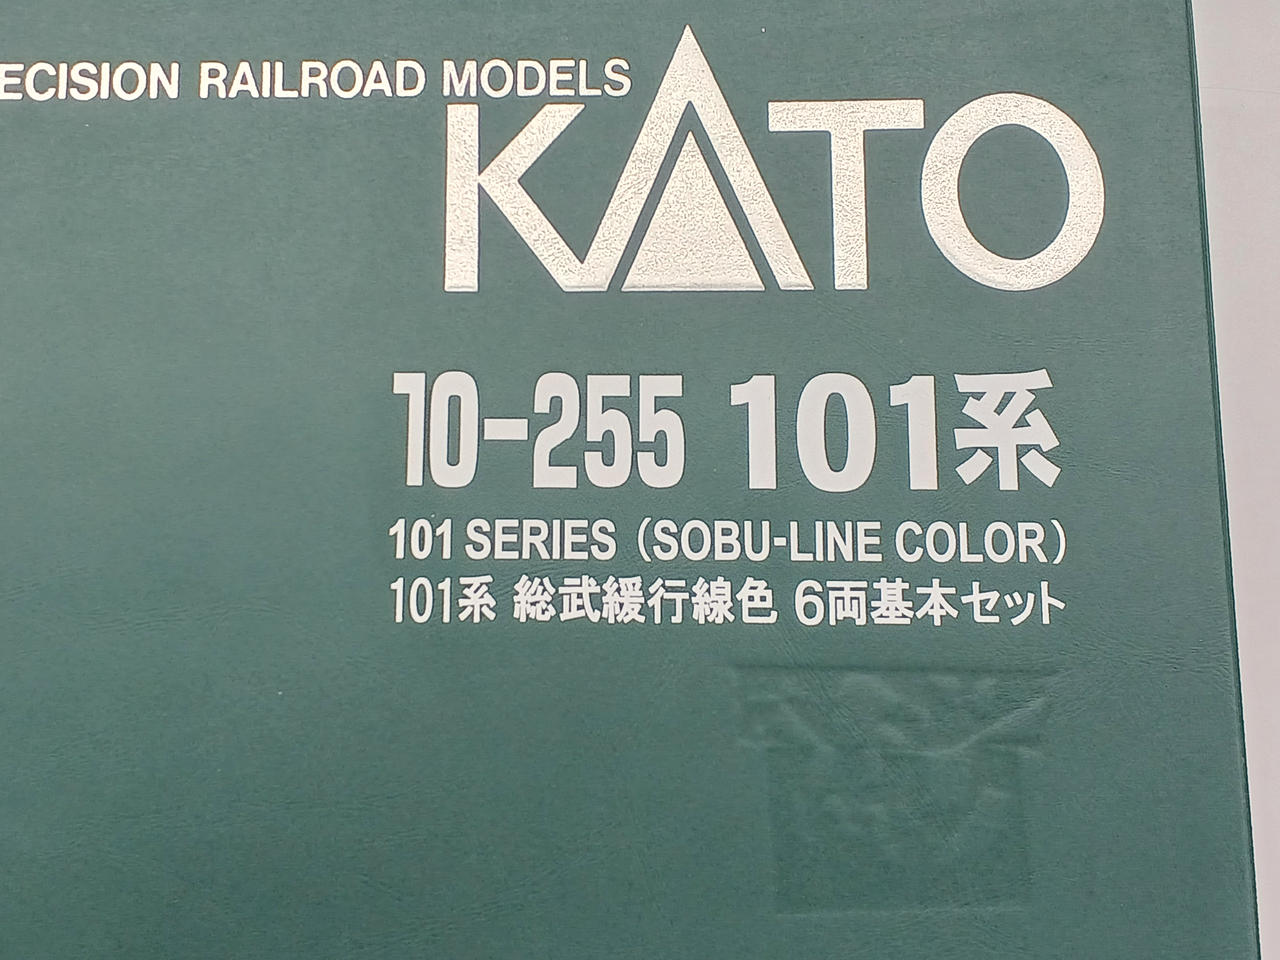 ECISION RAILROAD MODELS
KATO
10-255 101系
101 SERIES (SOBU-LINE COLOR)
101系 総武緩行線色 6両基本セット